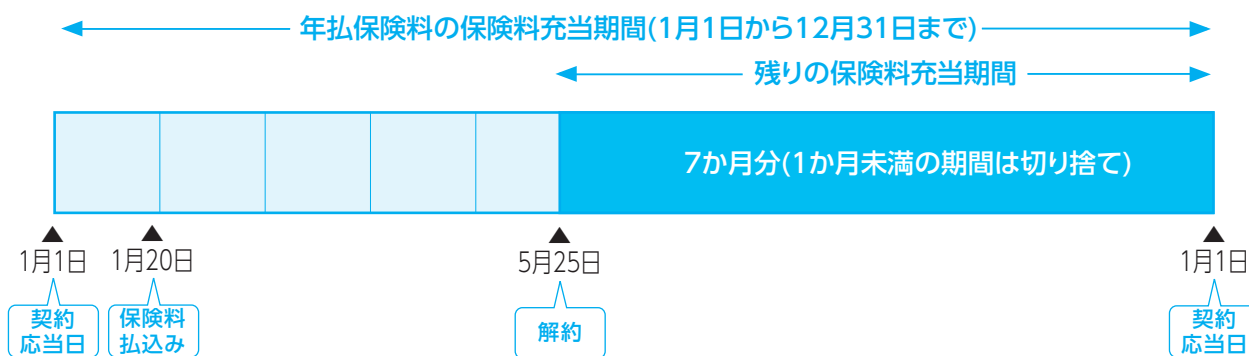 年払保険料の保険料充当期間(1月1日から12月31日まで)
残りの保険料充当期間
7か月分(1か月未満の期間は切り捨て)
▲ ▲ ▲ ▲
1月1日 1月20日 5月25日 1月1日
契約 保険料 解約 契約
応当日 払込み 応当日